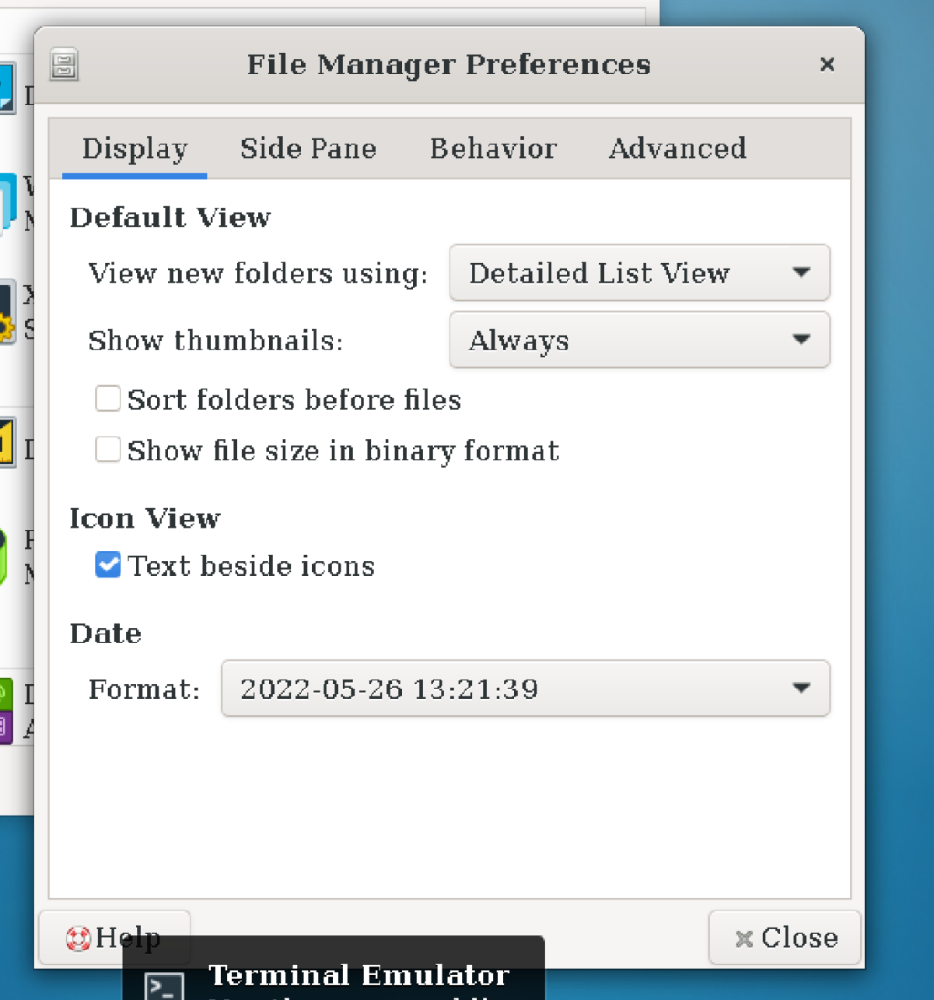 File Manager Preferences
Display Side Pane Behavior Advanced
Default View
View new folders using: Detailed List View
Show thumbnails: Always
Sort folders before files
Show file size in binary format
Icon View
Text beside icons
Date
Format: 2022-05-26 13:21:39
Help Close
Terminal Emulator